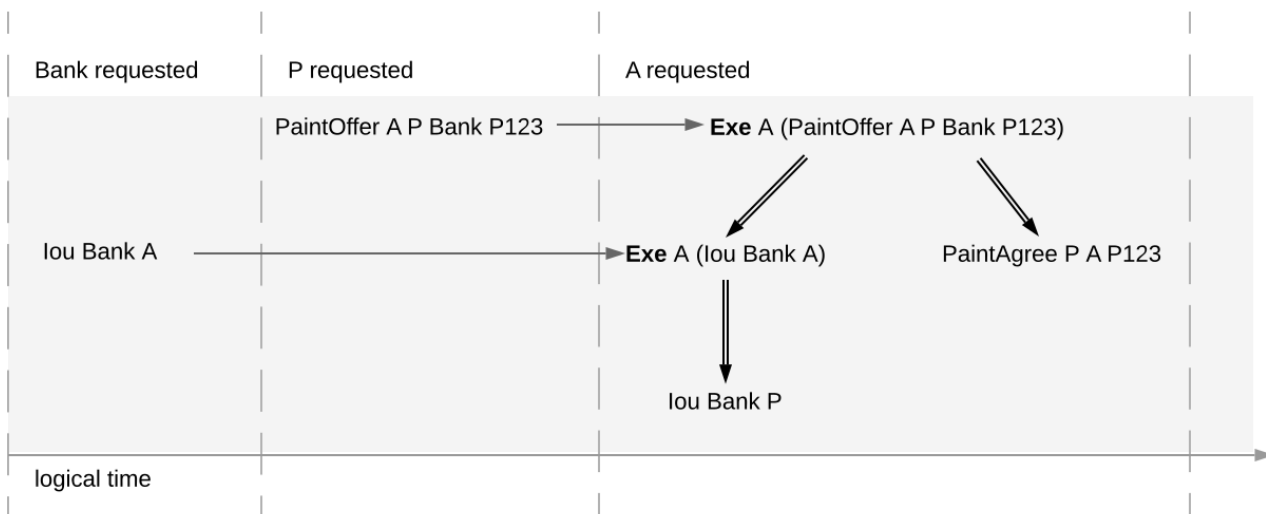 Bank requested
P requested
A requested
PaintOffer A P Bank P123
Exe A (PaintOffer A P Bank P123)
Iou Bank A
Exe A (Iou Bank A)
PaintAgree P A P123
Iou Bank P
logical time